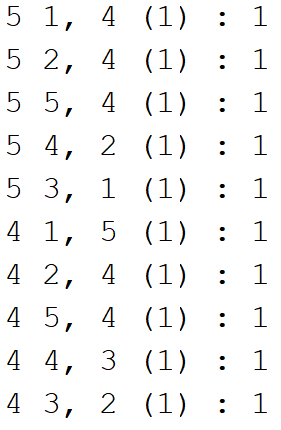 5 1, 4 (1) : 1
5 2, 4 (1) : 1
5 5, 4 (1) : 1
5 4, 2 (1) : 1
5 3, 1 (1) : 1
4 1, 5 (1) : 1
4 2, 4 (1) : 1
4 5, 4 (1) : 1
4 4, 3 (1) : 1
4 3, 2 (1) : 1